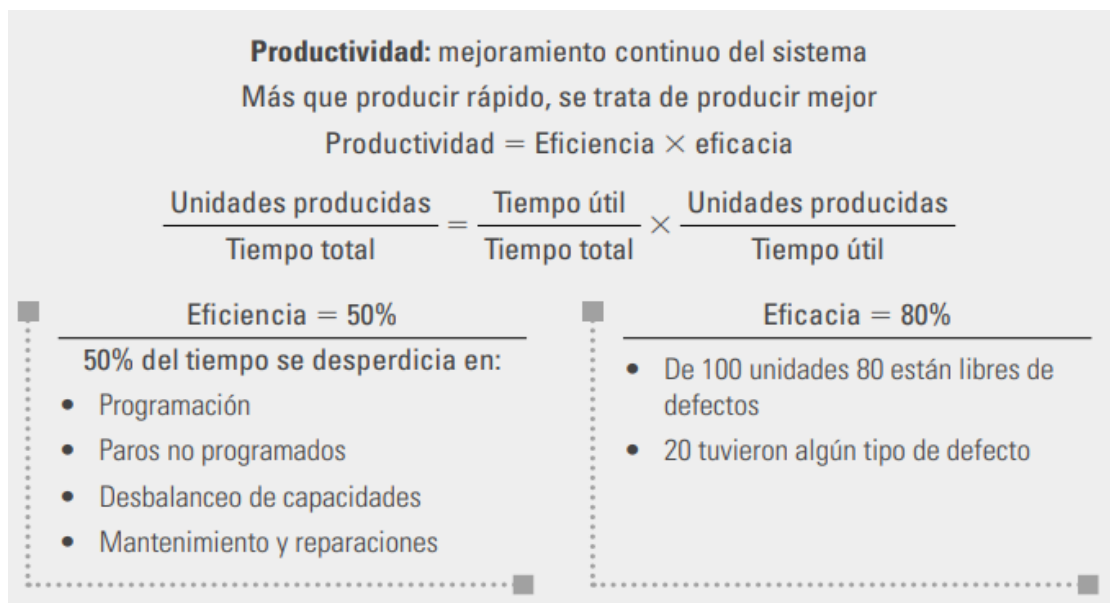 Productividad: mejoramiento continuo del sistema
Más que producir rápido, se trata de producir mejor
Productividad = Eficiencia × eficacia
Unidades producidas / Tiempo total = Tiempo útil / Tiempo total × Unidades producidas / Tiempo útil
Eficiencia = 50%
50% del tiempo se desperdicia en:
• Programación
• Paros no programados
• Desbalanceo de capacidades
• Mantenimiento y reparaciones
Eficacia = 80%
• De 100 unidades 80 están libres de
defectos
• 20 tuvieron algún tipo de defecto